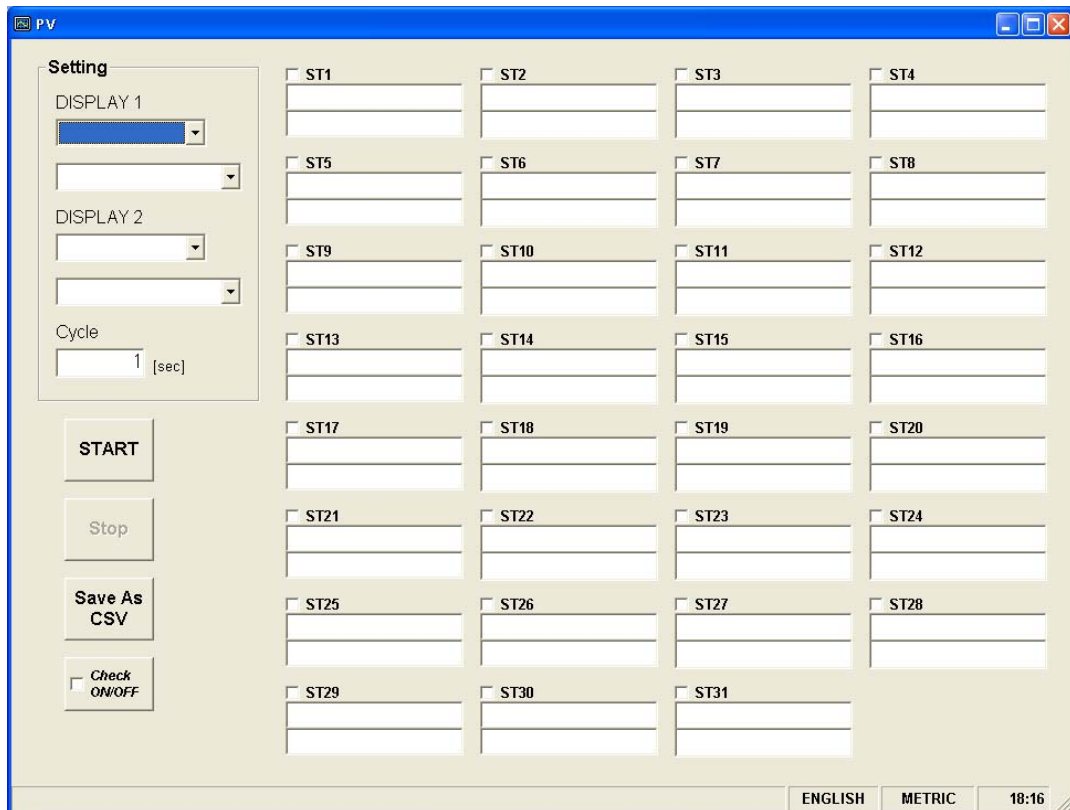 PV
Setting
DISPLAY 1
DISPLAY 2
Cycle
1 [sec]
START
Stop
Save As
CSV
Check
ON/OFF
ST1 ST2 ST3 ST4
ST5 ST6 ST7 ST8
ST9 ST10 ST11 ST12
ST13 ST14 ST15 ST16
ST17 ST18 ST19 ST20
ST21 ST22 ST23 ST24
ST25 ST26 ST27 ST28
ST29 ST30 ST31
ENGLISH METRIC 18:16